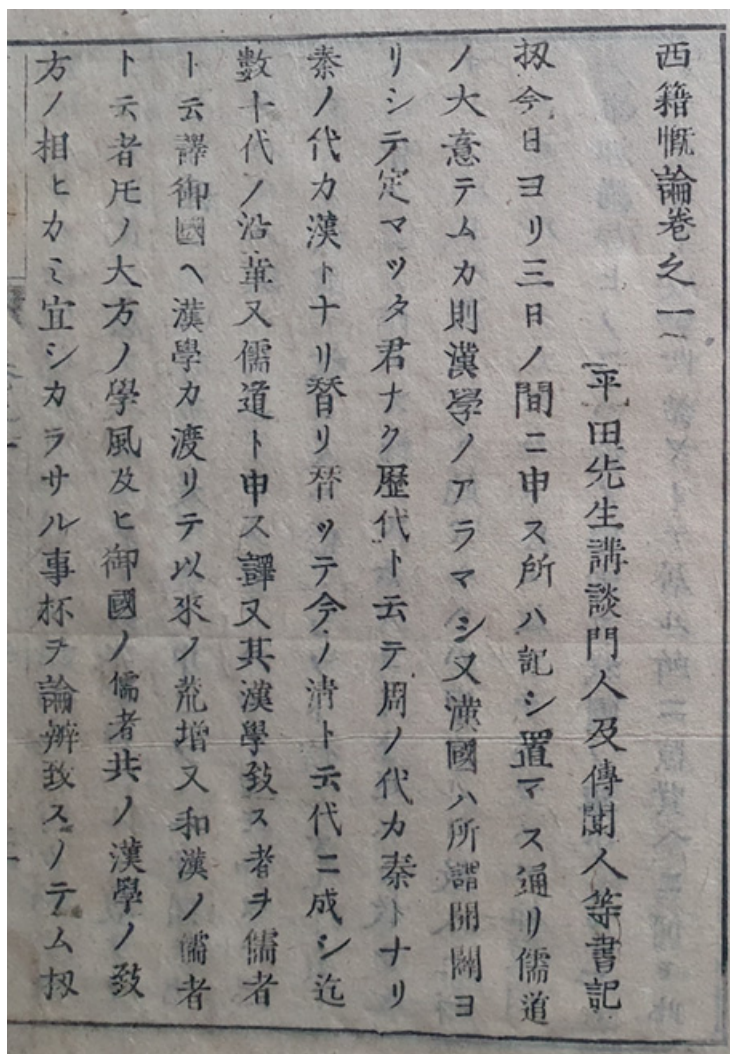 西籍慨論卷之一
平田先生講談門人及傳聞人等書記
扨今日ヨリ三日ノ間ニ申ス所ハ記シ置マス通リ儒道
ノ大意テムカ則漢學ノアラマシ又漢國ハ所謂開闢ヨ
リシテ定マツタ君ナク歷代ト云テ周ノ代カ秦トナリ
秦ノ代カ漢トナリ替リ替ツテ今ノ淸ト云代ニ成シ迄
數十代ノ沿革又儒道ト申ス譯又其漢學致ス者ヲ儒者
ト云譯御國ヘ漢學カ渡リテ以來ノ荒增又和漢ノ儒者
ト云者𪜈ノ大方ノ學風及ヒ御國ノ儒者共ノ漢學ノ致
方ノ相ヒカミ宜シカラサル事杯ヲ論辨致スノテム扨